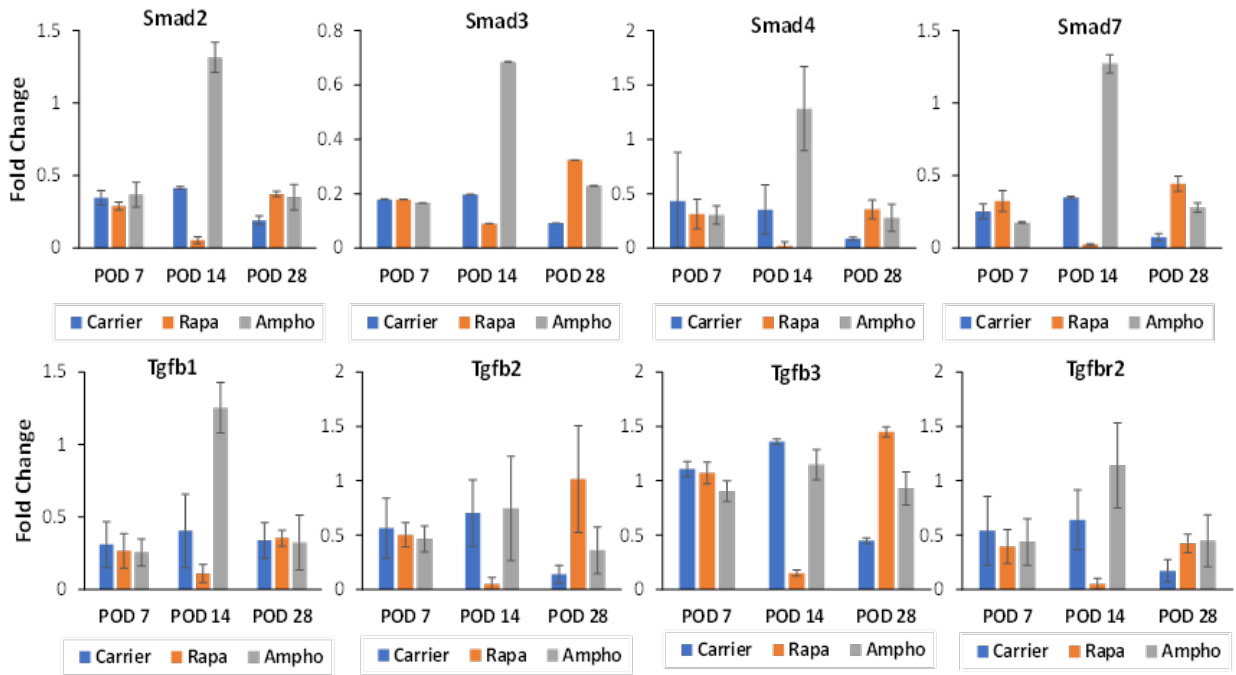 Smad2
Smad3
Smad4
Smad7
Fold Change
1.5
1
0.5
0
POD 7 POD 14 POD 28
Carrier Rapa Ampho
0.8
0.6
0.4
0.2
0
POD 7 POD 14 POD 28
Carrier Rapa Ampho
2
1.5
1
0.5
0
POD 7 POD 14 POD 28
Carrier Rapa Ampho
1.5
1
0.5
0
POD 7 POD 14 POD 28
Carrier Rapa Ampho
Tgfb1
Tgfb2
Tgfb3
Tgfbr2
Fold Change
1.5
1
0.5
0
POD 7 POD 14 POD 28
Carrier Rapa Ampho
2
1.5
1
0.5
0
POD 7 POD 14 POD 28
Carrier Rapa Ampho
2
1.5
1
0.5
0
POD 7 POD 14 POD 28
Carrier Rapa Ampho
2
1.5
1
0.5
0
POD 7 POD 14 POD 28
Carrier Rapa Ampho